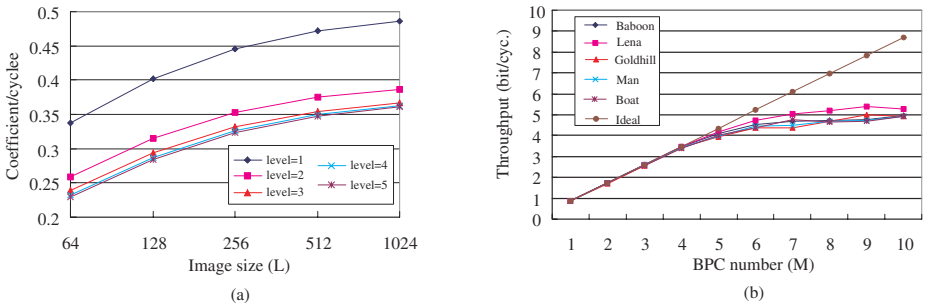 0.5
0.45
0.4
0.35
0.3
0.25
0.2
Coefficient/cyclee
64 128 256 512 1024
Image size (L)
level=1 level=4
level=2 level=5
level=3
(a)
10
9
8
7
6
5
4
3
2
1
0
Throughput (bit/cyc.)
Baboon
Lena
Goldhill
Man
Boat
Ideal
1 2 3 4 5 6 7 8 9 10
BPC number (M)
(b)